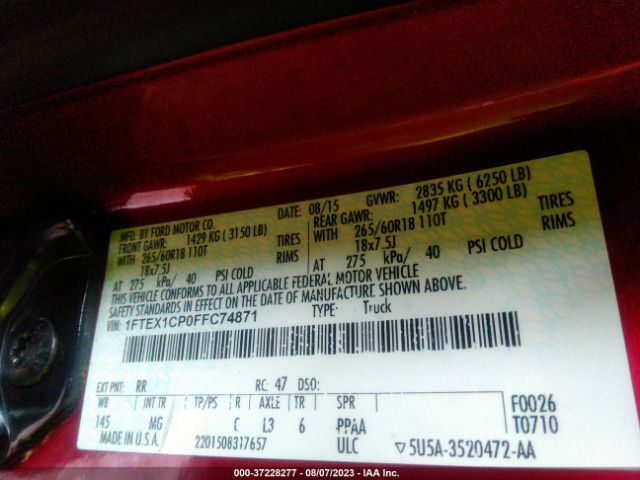 MFD. BY FORD MOTOR CO.
DATE: 08/15 GVWR: 2835 KG ( 6250 LB)
FRONT GAWR: 1429 KG ( 3150 LB)
REAR GAWR: 1497 KG ( 3300 LB)
WITH 265/60R18 110T TIRES
WITH 265/60R18 110T TIRES
18x7.5J RIMS
18x7.5J RIMS
AT 275 kPa/ 40 PSI COLD
AT 275 kPa/ 40 PSI COLD
THIS VEHICLE CONFORMS TO ALL APPLICABLE FEDERAL MOTOR VEHICLE
SAFETY STANDARDS IN EFFECT ON THE DATE OF MANUFACTURE SHOWN ABOVE.
VIN: 1FTEX1CP0FFC74871 TYPE: Truck
EXT PNT: RR RC: 47 DSO:
WB INT TR TP/PS R AXLE TR SPR
145 MG C L3 6 PPAA
F0026
T0710
MADE IN U.S.A. 2201508317657 ULC ▽5U5A-3520472-AA
000-37228277 - 08/07/2023 - IAA Inc.